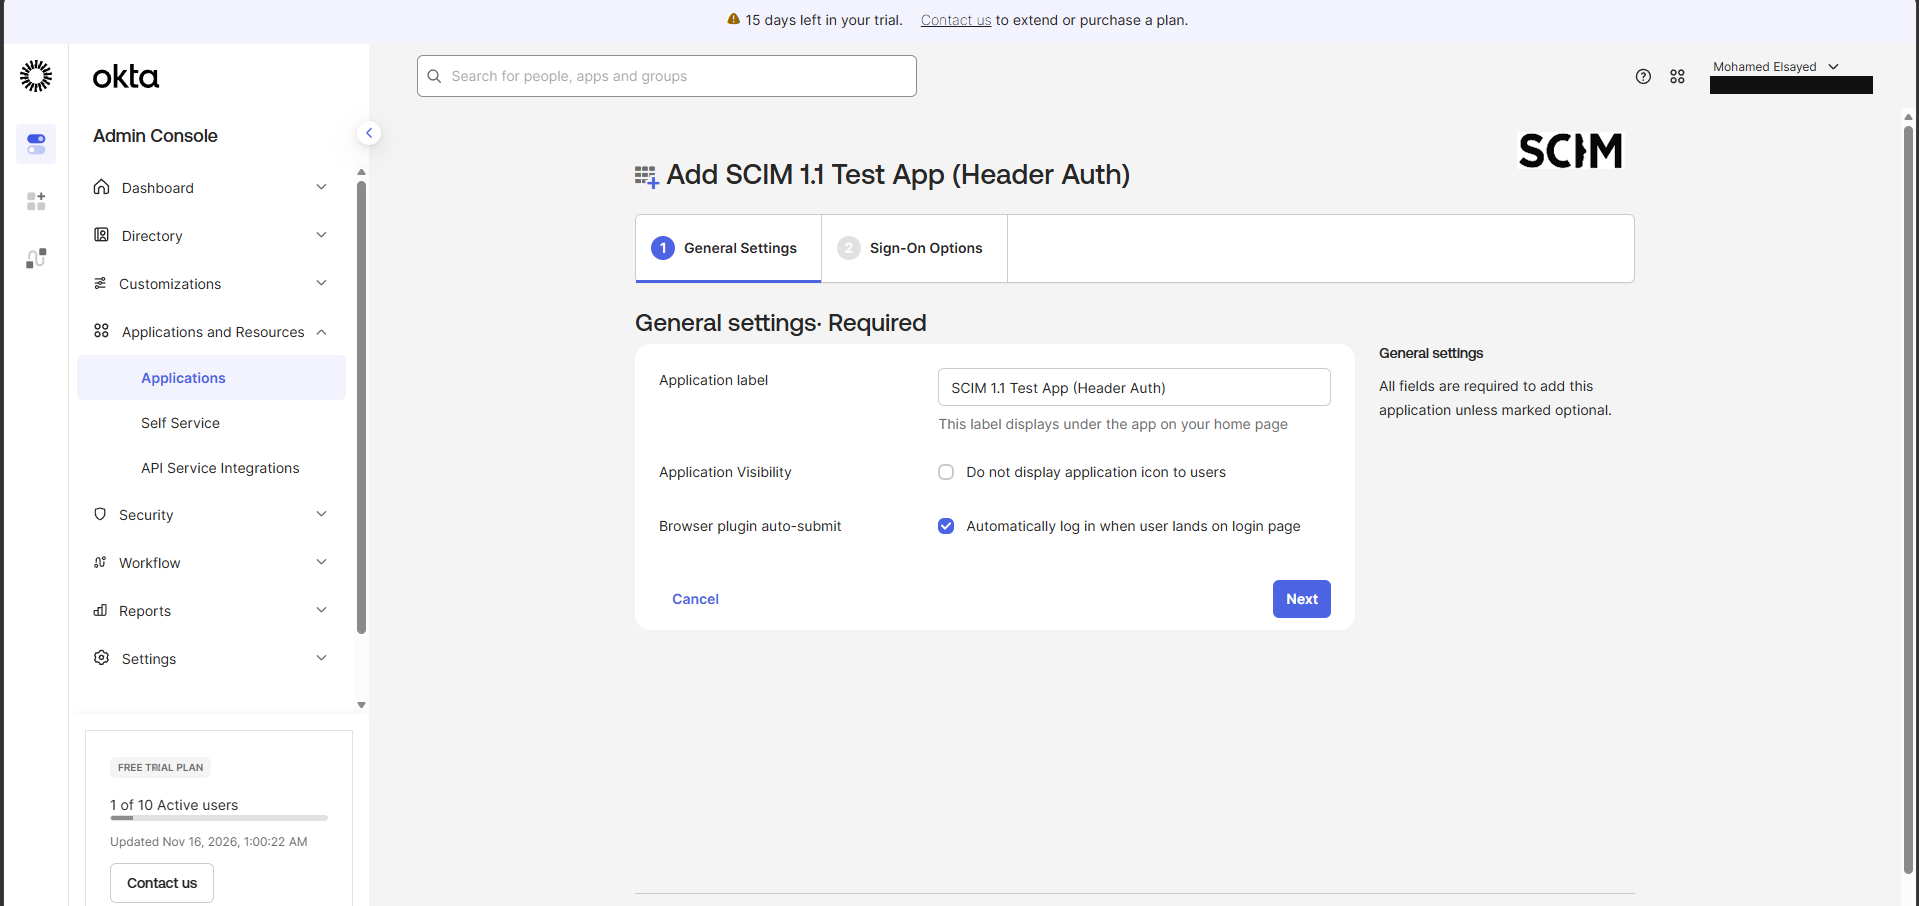 15 days left in your trial. Contact us to extend or purchase a plan.
okta
Search for people, apps and groups
Mohamed Elsayed
Admin Console
Dashboard
Directory
Customizations
Applications and Resources
Applications
Self Service
API Service Integrations
Security
Workflow
Reports
Settings
FREE TRIAL PLAN
1 of 10 Active users
Updated Nov 16, 2026, 1:00:22 AM
Contact us
SCIM
Add SCIM 1.1 Test App (Header Auth)
1 General Settings
2 Sign-On Options
General settings· Required
Application label
SCIM 1.1 Test App (Header Auth)
This label displays under the app on your home page
Application Visibility
Do not display application icon to users
Browser plugin auto-submit
Automatically log in when user lands on login page
Cancel
Next
General settings
All fields are required to add this
application unless marked optional.